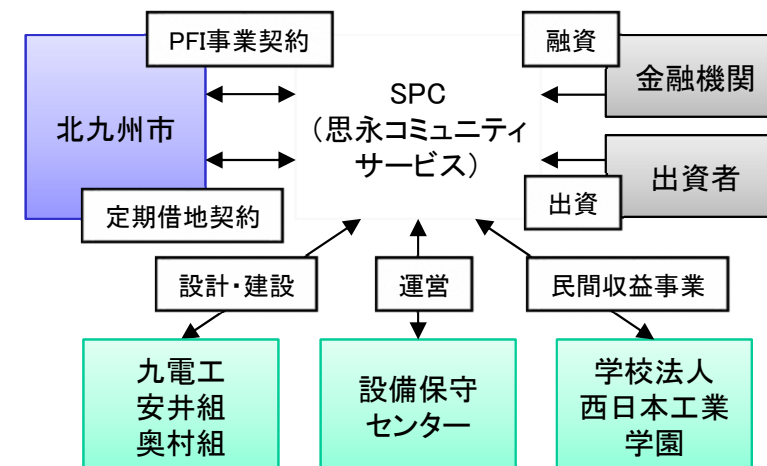 PFI事業契約
融資
北九州市
SPC
（思永コミュニティ
サービス）
金融機関
出資者
定期借地契約
出資
設計・建設
運営
民間収益事業
九電工
安井組
奥村組
設備保守
センター
学校法人
西日本工業
学園